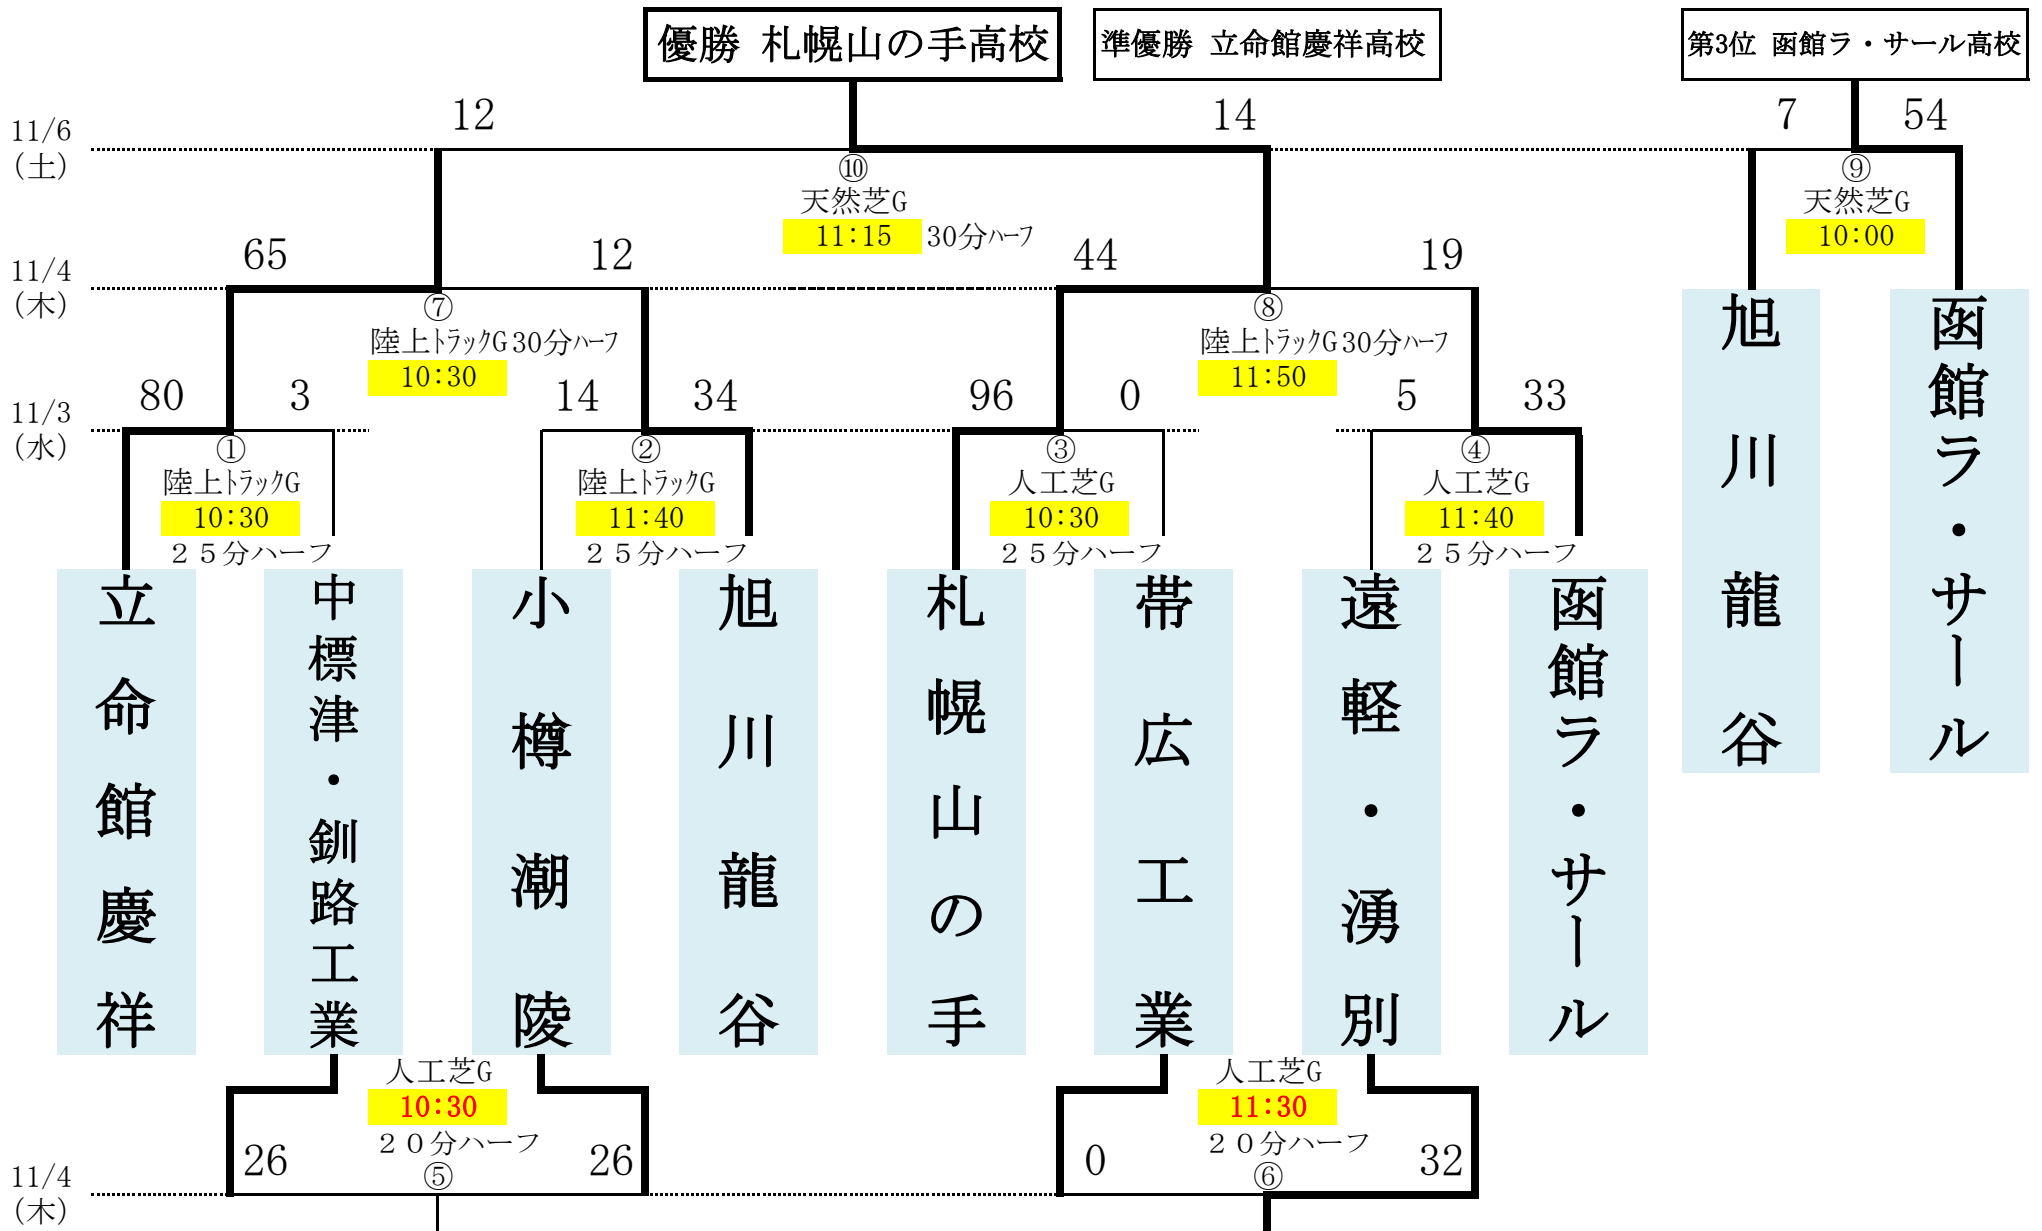 優勝 札幌山の手高校
準優勝 立命館慶祥高校
第3位 函館ラ・サール高校
11/6
(土)
12
14
7
54
⑩
天然芝G
11:15
30分ハーフ
⑨
天然芝G
10:00
11/4
(木)
65
12
44
19
⑦
陸上トラックG
30分ハーフ
10:30
⑧
陸上トラックG
30分ハーフ
11:50
旭川龍谷
函館ラ・サール
11/3
(水)
80
3
14
34
96
0
5
33
①
陸上トラックG
10:30
25分ハーフ
②
陸上トラックG
11:40
25分ハーフ
③
人工芝G
10:30
25分ハーフ
④
人工芝G
11:40
25分ハーフ
立命館慶祥
中標津・釧路工業
小樽潮陵
旭川龍谷
札幌山の手
帯広工業
遠軽・湧別
函館ラ・サール
人工芝G
10:30
20分ハーフ
⑤
人工芝G
11:30
20分ハーフ
⑥
11/4
(木)
26
26
0
32